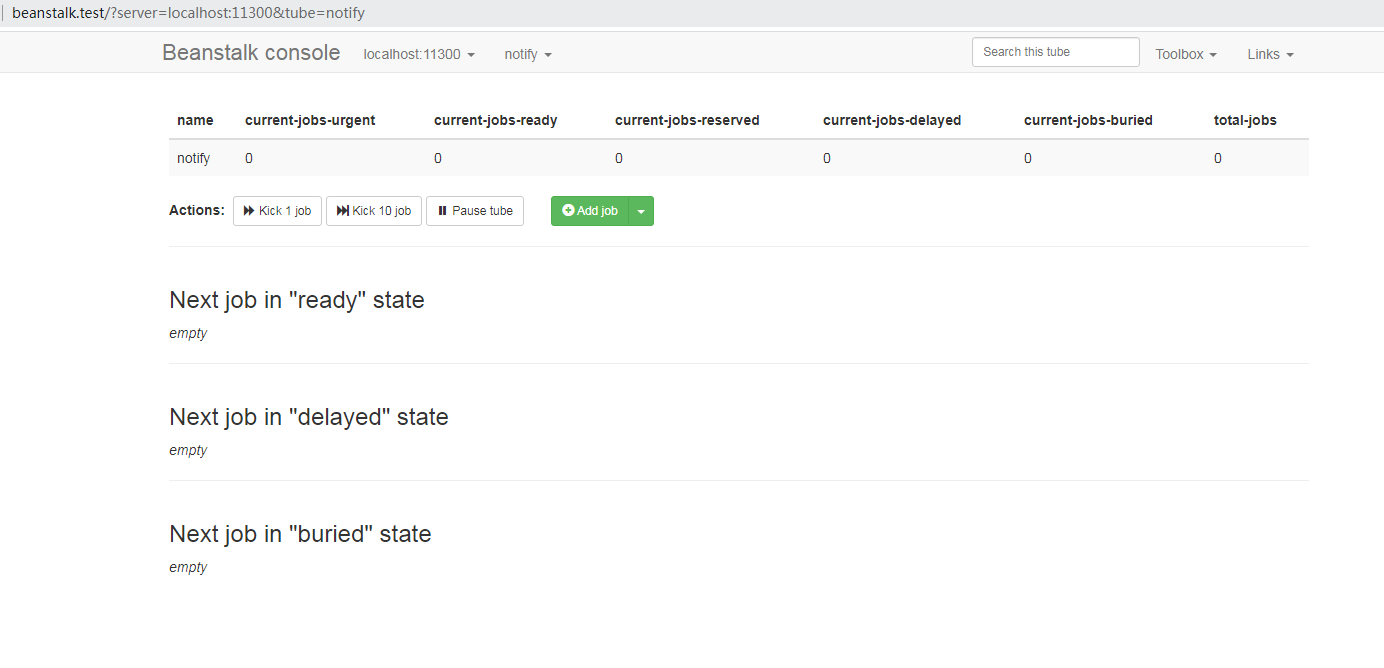 beanstalk.test/?server=localhost:11300&tube=notify
Beanstalk console localhost:11300 notify Search this tube Toolbox Links
name current-jobs-urgent current-jobs-ready current-jobs-reserved current-jobs-delayed current-jobs-buried total-jobs
notify 0 0 0 0 0 0
Actions: Kick 1 job Kick 10 job Pause tube Add job
Next job in "ready" state
empty
Next job in "delayed" state
empty
Next job in "buried" state
empty